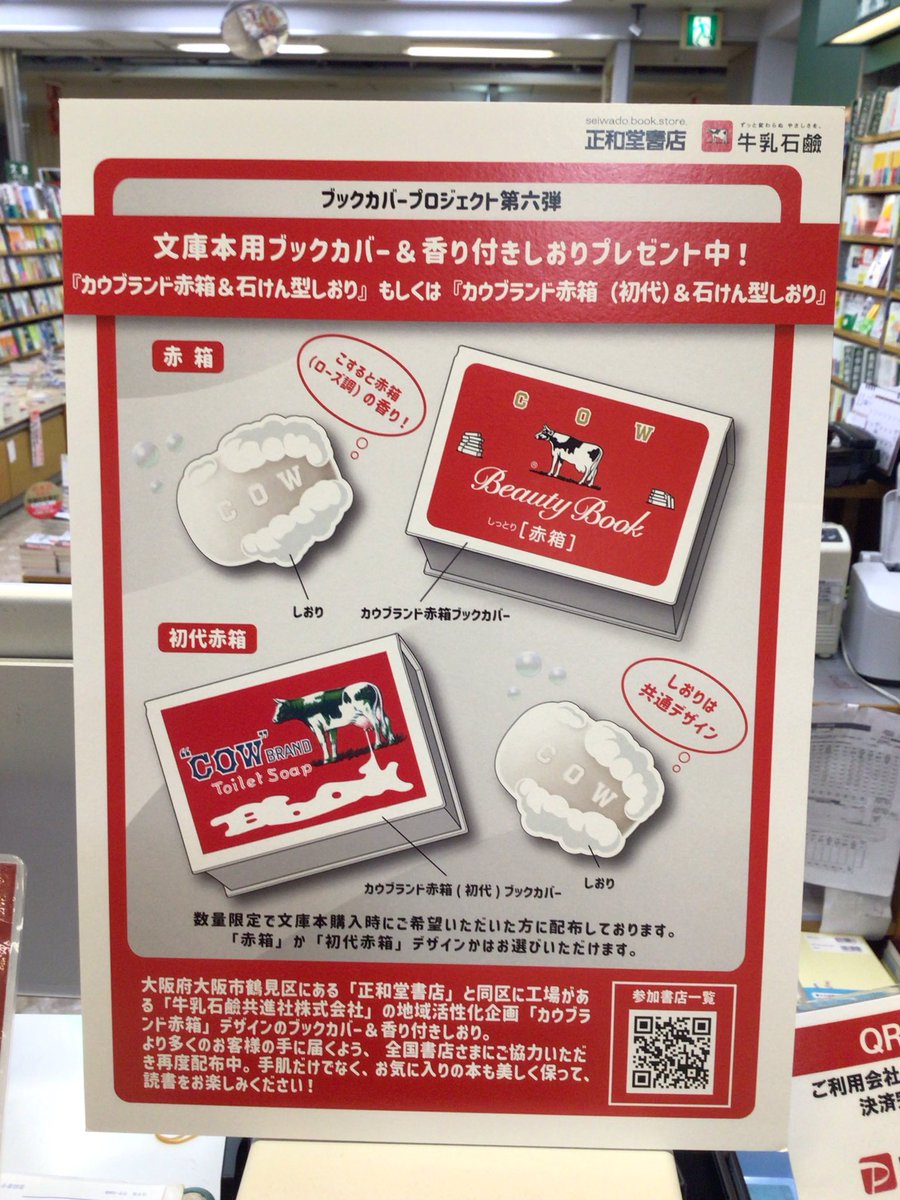 seiwado.book.store.
正和堂書店
ずっと変わらぬ やさしさを。
牛乳石鹼
ブックカバープロジェクト第六弾
文庫本用ブックカバー＆香り付きしおりプレゼント中！
『カウブランド赤箱＆石けん型しおり』もしくは『カウブランド赤箱（初代）＆石けん型しおり』
赤箱
こすると赤箱
(ローズ調)の香り！
COW
しおり
COW
®
Beauty Book
しっとり[赤箱]
カウブランド赤箱ブックカバー
初代赤箱
"COW" BRAND
Toilet Soap
Book
カウブランド赤箱(初代)ブックカバー
しおりは
共通デザイン
COW
しおり
数量限定で文庫本購入時にご希望いただいた方に配布しております。
「赤箱」か「初代赤箱」デザインかはお選びいただけます。
大阪府大阪市鶴見区にある「正和堂書店」と同区に工場があ
る「牛乳石鹼共進社株式会社」の地域活性化企画「カウブラ
ンド赤箱」デザインのブックカバー＆香り付きしおり。
より多くのお客様の手に届くよう、全国書店さまにご協力いただ
き再度配布中。手肌だけでなく、お気に入りの本も美しく保って、
読書をお楽しみください！
参加書店一覧
QR
ご利用会社
決済